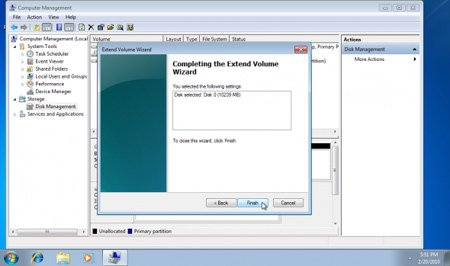 Computer Management
File Action View Help
Computer Management (Local
System Tools
Task Scheduler
Event Viewer
Shared Folders
Local Users and Groups
Performance
Device Manager
Storage
Disk Management
Services and Applications
Volume Layout Type File System Status
Extend Volume Wizard
Completing the Extend Volume
Wizard
You selected the following settings:
Disk selected: Disk 0 (10239 MB)
To close this wizard, click Finish
< Back Finish Cancel
Unallocated Primary partition
Actions
Disk Management
More Actions
5:51 PM
2/20/2010